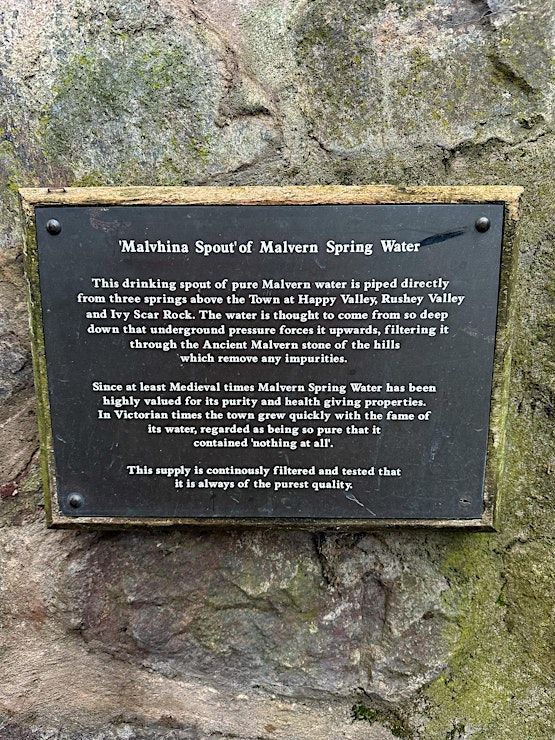 'Malvhina Spout' of Malvern Spring Water
This drinking spout of pure Malvern water is piped directly
from three springs above the Town at Happy Valley, Rushey Valley
and Ivy Scar Rock. The water is thought to come from so deep
down that underground pressure forces it upwards, filtering it
through the Ancient Malvern stone of the hills
which remove any impurities.
Since at least Medieval times Malvern Spring Water has been
highly valued for its purity and health giving properties.
In Victorian times the town grew quickly with the fame of
its water, regarded as being so pure that it
contained 'nothing at all'.
This supply is continously filtered and tested that
it is always of the purest quality.